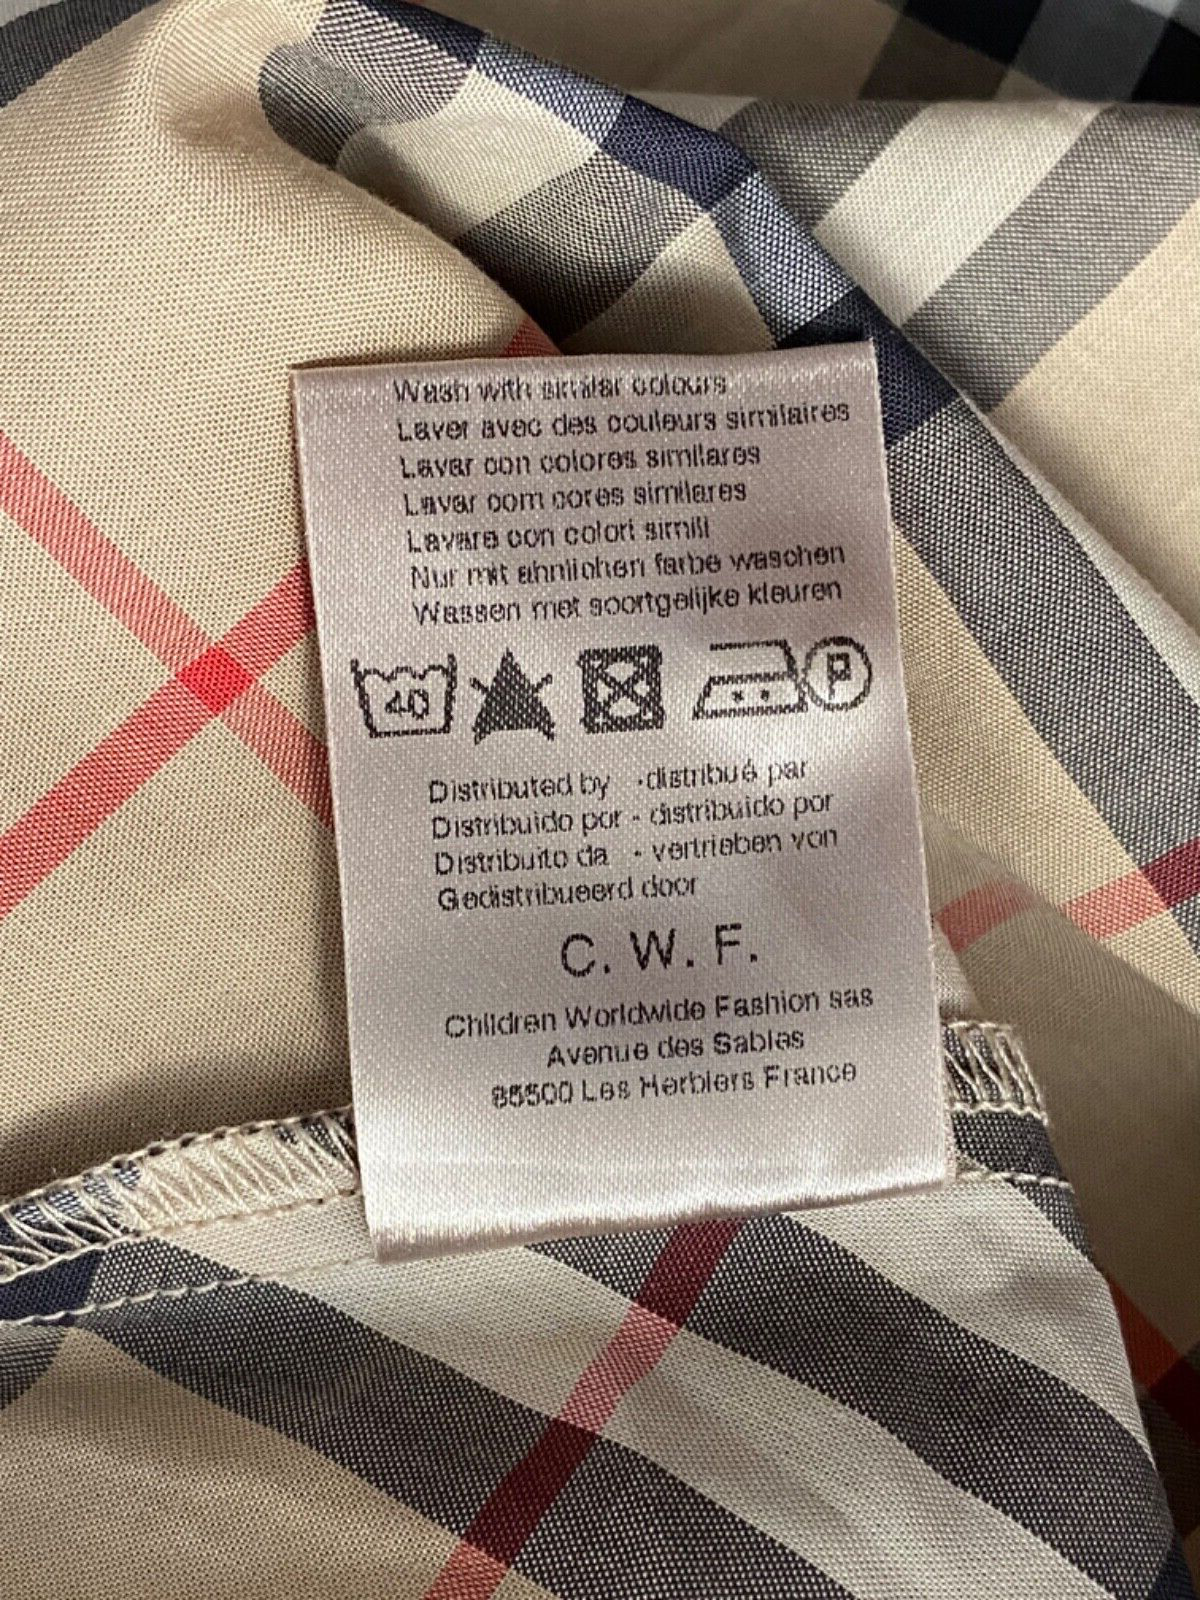 Wash with similar colours
Laver avec des couleurs similaires
Lavar con colores similares
Lavar com cores similares
Lavare con colori simili
Nur mit ahnlichen farbe waschen
Wassen met soortgelijke kleuren
40 P
Distributed by - distribué par
Distribuido por - distribuido por
Distribuito da - vertrieben von
Gedistribueerd door
C. W. F.
Children Worldwide Fashion sas
Avenue des Sables
85500 Les Herbiers France